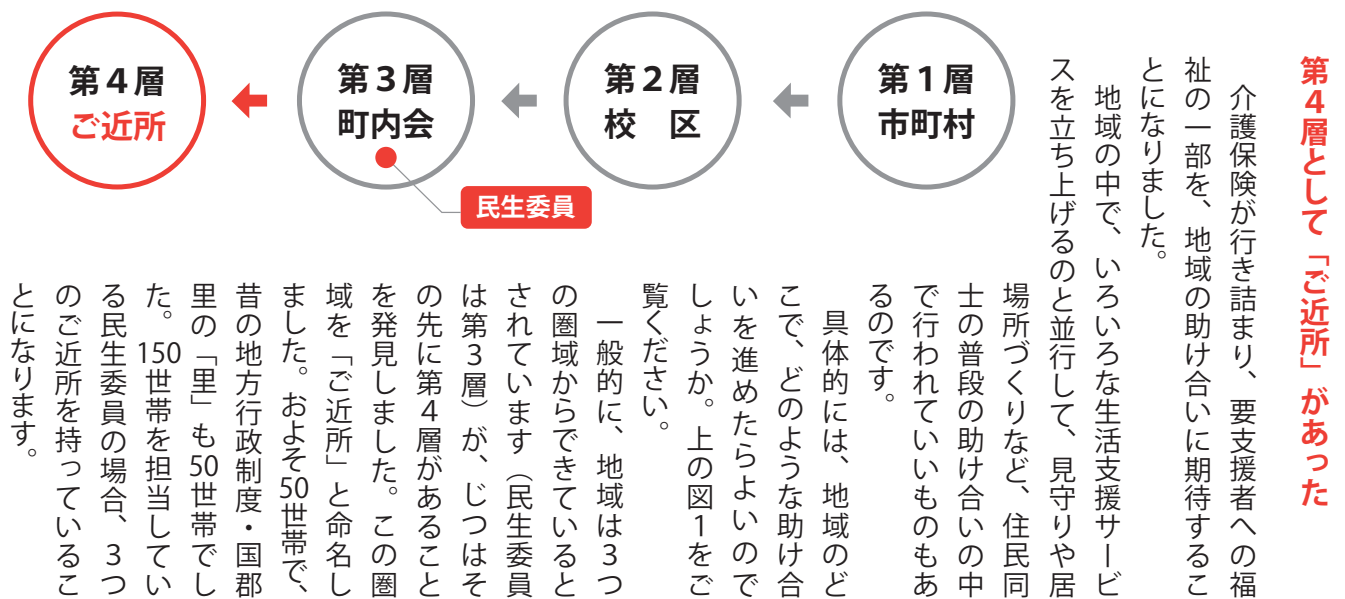 第４層として「ご近所」があった
介護保険が行き詰まり、要支援者への福
祉の一部を、地域の助け合いに期待するこ
とになりました。
地域の中で、いろいろな生活支援サービ
スを立ち上げるのと並行して、見守りや居
場所づくりなど、住民同
士の普段の助け合いの中
で行われていいものもあ
るのです。
具体的には、地域のど
こで、どのような助け合
いを進めたらよいので
しょうか。上の図１をご
覧ください。
一般的に、地域は３つ
の圏域からできていると
されています（民生委員
は第３層）が、じつはそ
の先に第４層があること
を発見しました。この圏
域を「ご近所」と命名し
ました。およそ50世帯で、
昔の地方行政制度・国郡
里の「里」も50世帯でし
た。150世帯を担当してい
る民生委員の場合、３つ
のご近所を持っているこ
とになります。
第１層
市町村
第２層
校　区
第３層
町内会
民生委員
第４層
ご近所